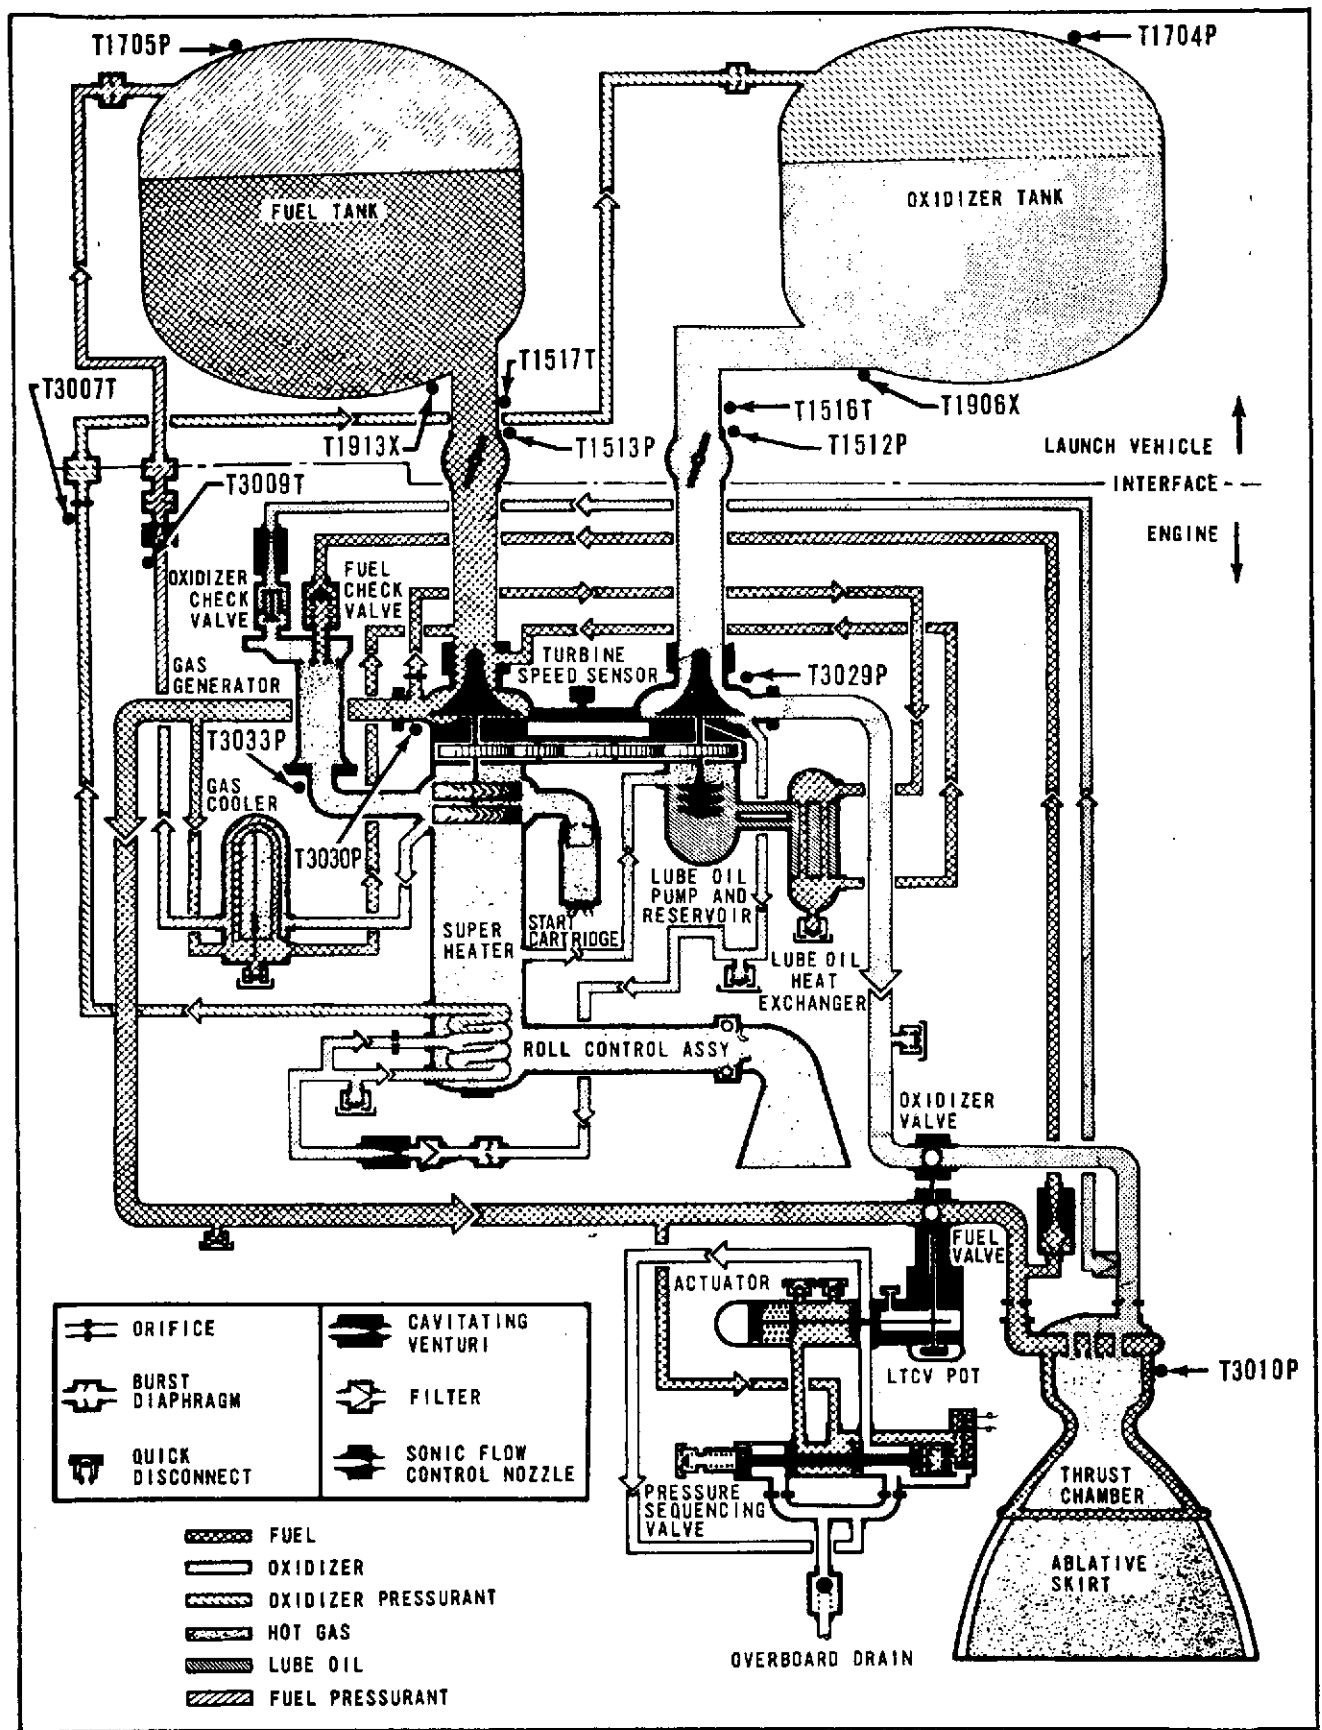 T1705P
T1704P
FUEL TANK
OXIDIZER TANK
T1517T
T3007T
T1516T
T1906X
T1913X
T1513P
T1512P
LAUNCH VEHICLE
T3009T
INTERFACE
ENGINE
OXIDIZER
CHECK
VALVE
FUEL
CHECK
VALVE
GAS
GENERATOR
TURBINE
SPEED SENSOR
T3029P
T3033P
GAS
COOLER
T3030P
LUBE OIL
PUMP AND
RESERVOIR
SUPER
HEATER
START
CARTRIDGE
LUBE OIL
HEAT
EXCHANGER
ROLL CONTROL ASSY
OXIDIZER
VALVE
FUEL
VALVE
ACTUATOR
LTCV POT
T3010P
ORIFICE
CAVITATING
VENTURI
BURST
DIAPHRAGM
FILTER
QUICK
DISCONNECT
SONIC FLOW
CONTROL NOZZLE
PRESSURE
SEQUENCING
VALVE
THRUST
CHAMBER
ABLATIVE
SKIRT
FUEL
OXIDIZER
OXIDIZER PRESSURANT
HOT GAS
LUBE OIL
FUEL PRESSURANT
OVERBOARD DRAIN